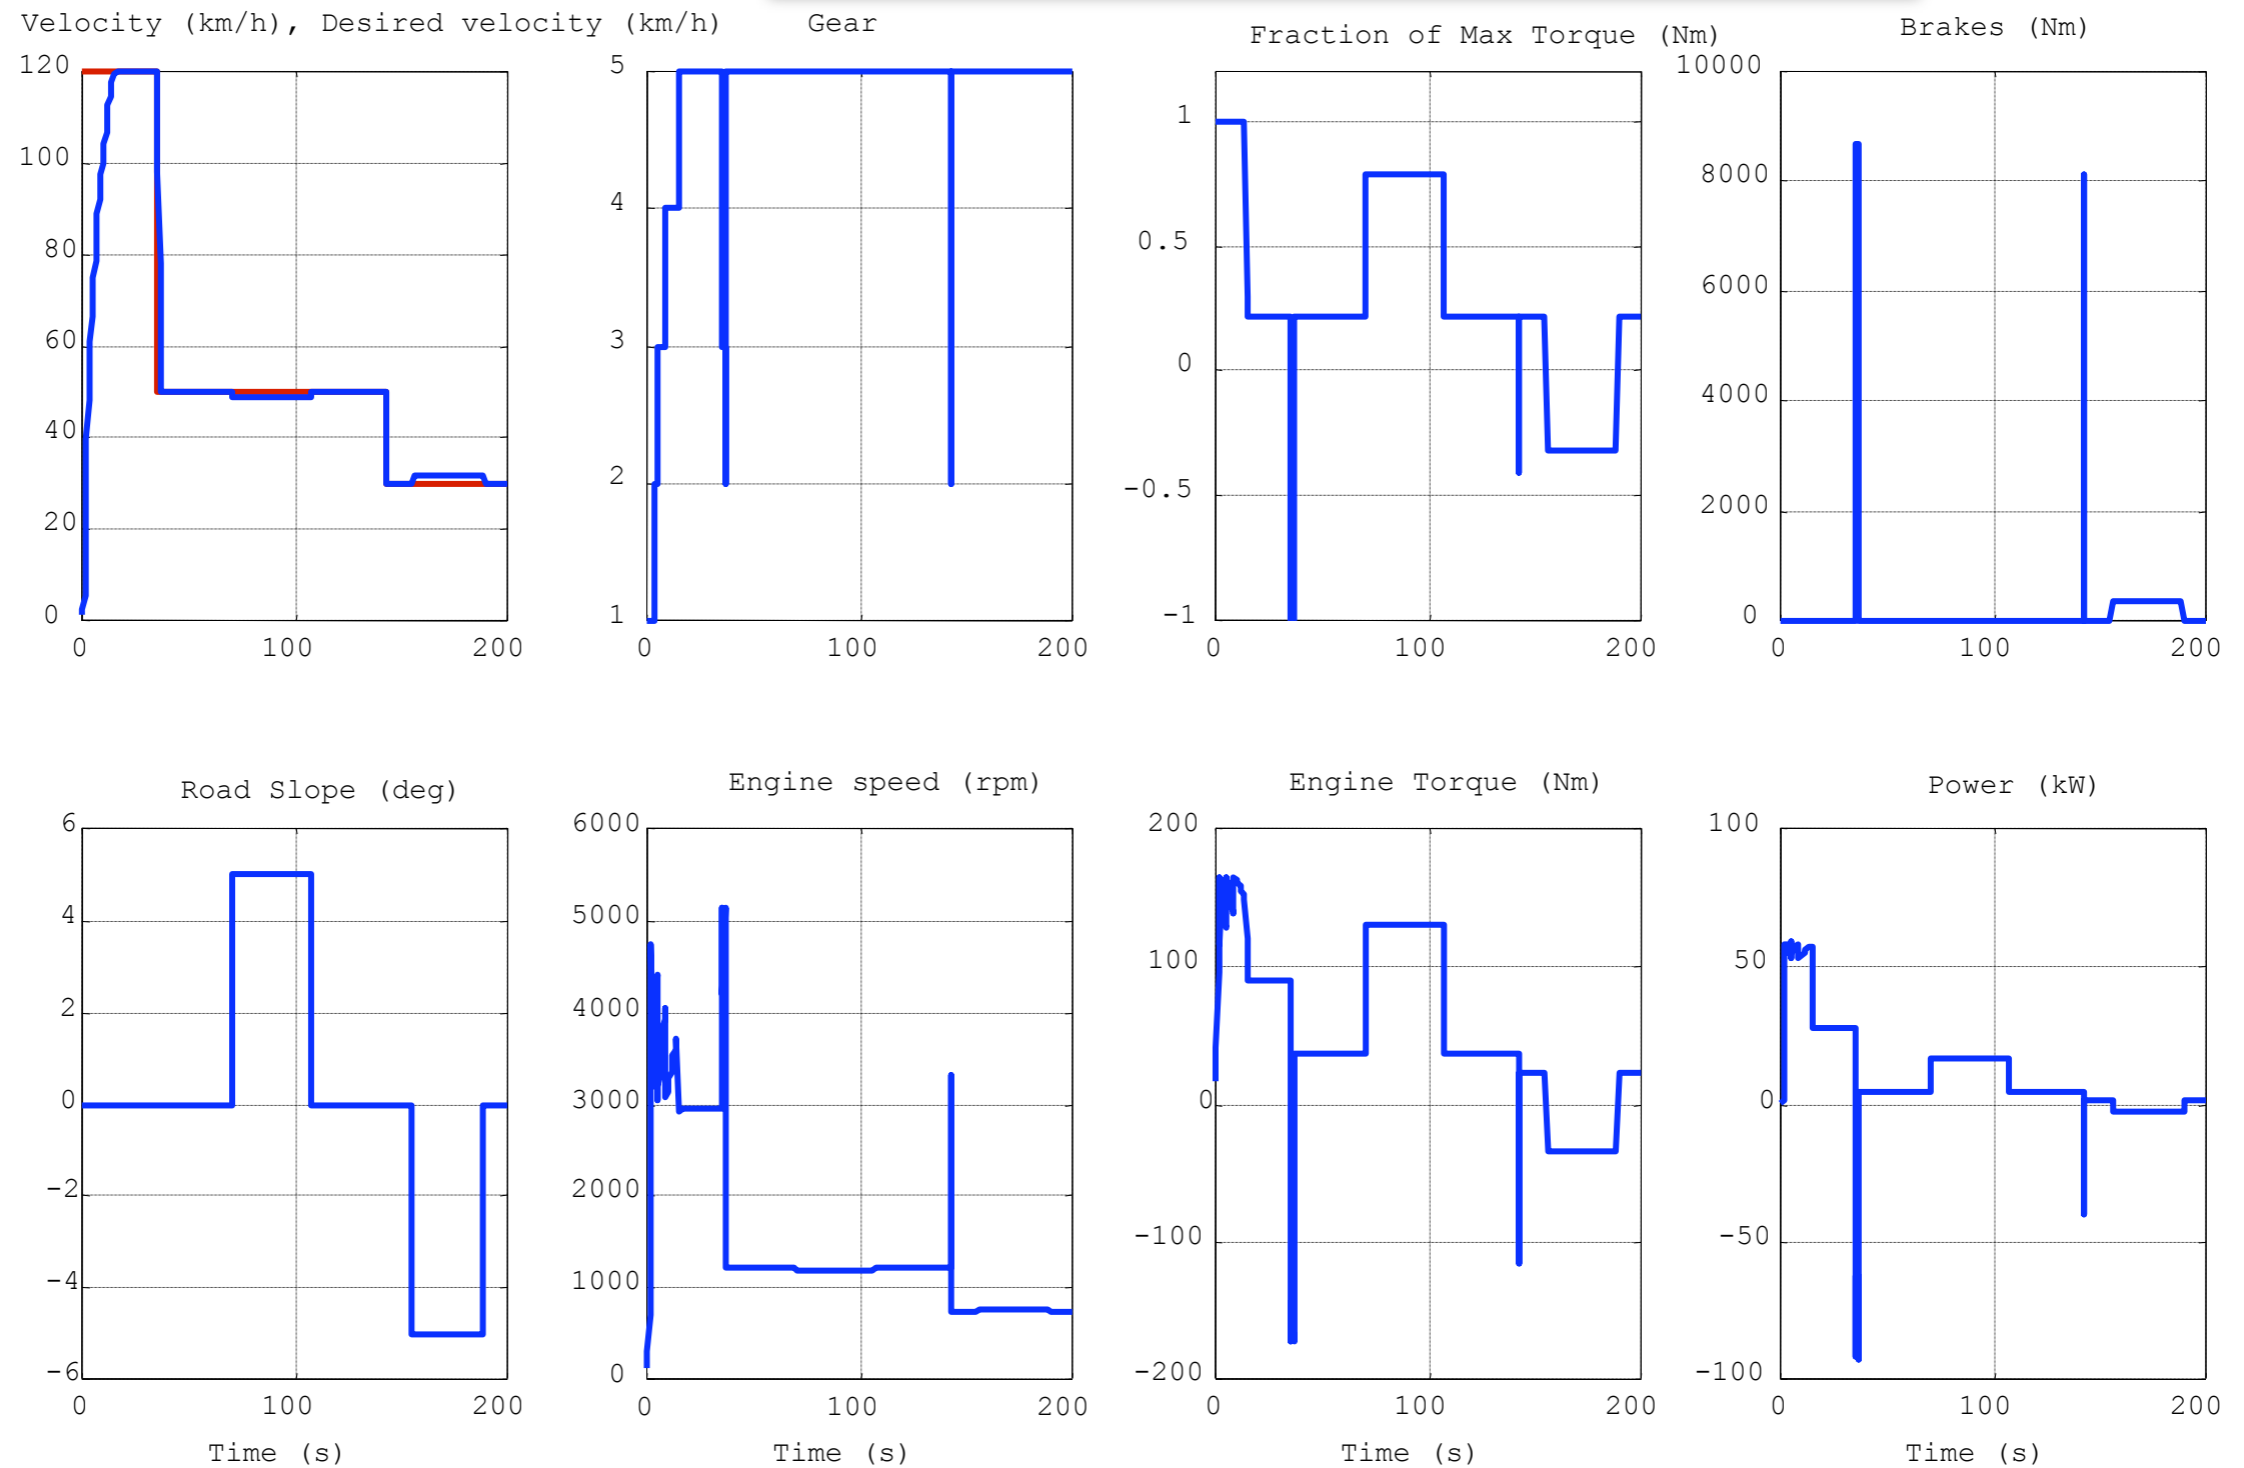 Velocity (km/h), Desired velocity (km/h)
120
100
80
60
40
20
0
0 100 200
Gear
5
4
3
2
1
0 100 200
Fraction of Max Torque (Nm)
1
0.5
0
-0.5
-1
0 100 200
Brakes (Nm)
10000
8000
6000
4000
2000
0
0 100 200
Road Slope (deg)
6
4
2
0
-2
-4
-6
0 100 200
Time (s)
Engine speed (rpm)
6000
5000
4000
3000
2000
1000
0
0 100 200
Time (s)
Engine Torque (Nm)
200
100
0
-100
-200
0 100 200
Time (s)
Power (kW)
100
50
0
-50
-100
0 100 200
Time (s)